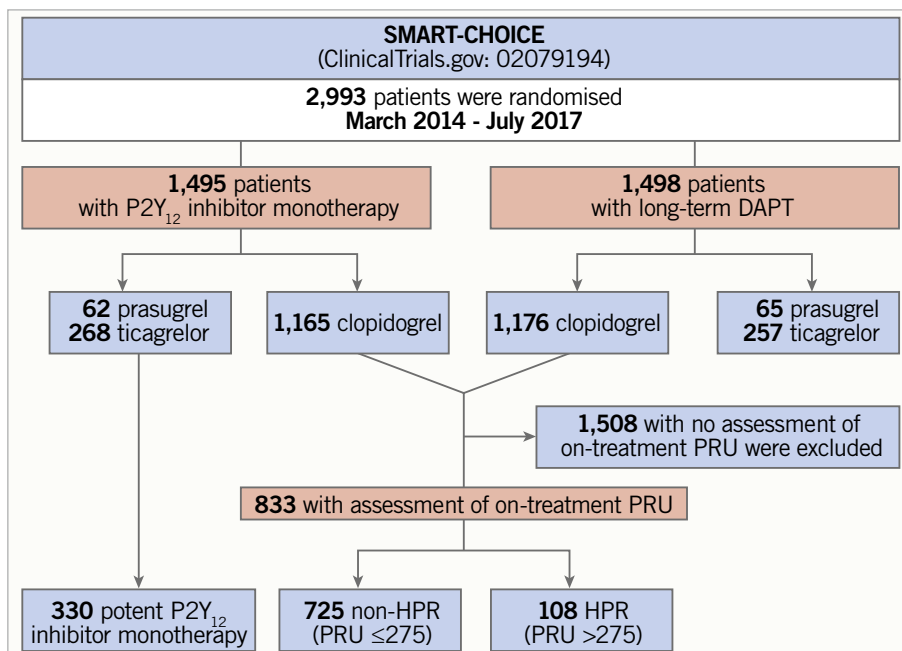 SMART-CHOICE
(ClinicalTrials.gov: 02079194)
2,993 patients were randomised
March 2014 - July 2017
1,495 patients
with P2Y12 inhibitor monotherapy
1,498 patients
with long-term DAPT
62 prasugrel
268 ticagrelor
1,165 clopidogrel
1,176 clopidogrel
65 prasugrel
257 ticagrelor
1,508 with no assessment of
on-treatment PRU were excluded
833 with assessment of on-treatment PRU
330 potent P2Y12
inhibitor monotherapy
725 non-HPR
(PRU ≤275)
108 HPR
(PRU >275)